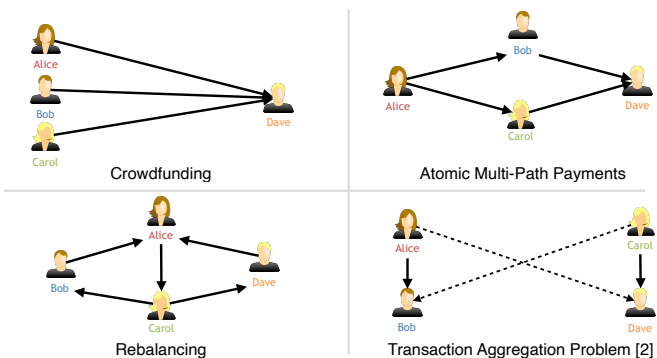 Alice
Bob
Carol
Dave
Crowdfunding
Bob
Alice
Dave
Carol
Atomic Multi-Path Payments
Alice
Bob
Dave
Carol
Rebalancing
Alice
Carol
Bob
Dave
Transaction Aggregation Problem [2]